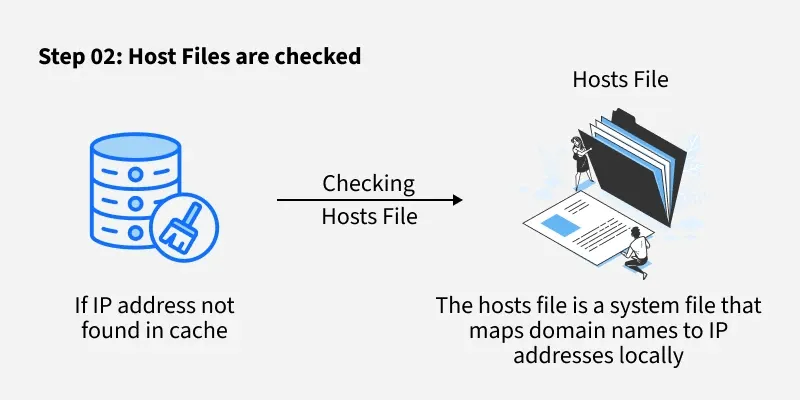 Step 02: Host Files are checked
Hosts File
Checking
Hosts File
If IP address not
found in cache
The hosts file is a system file that
maps domain names to IP
addresses locally